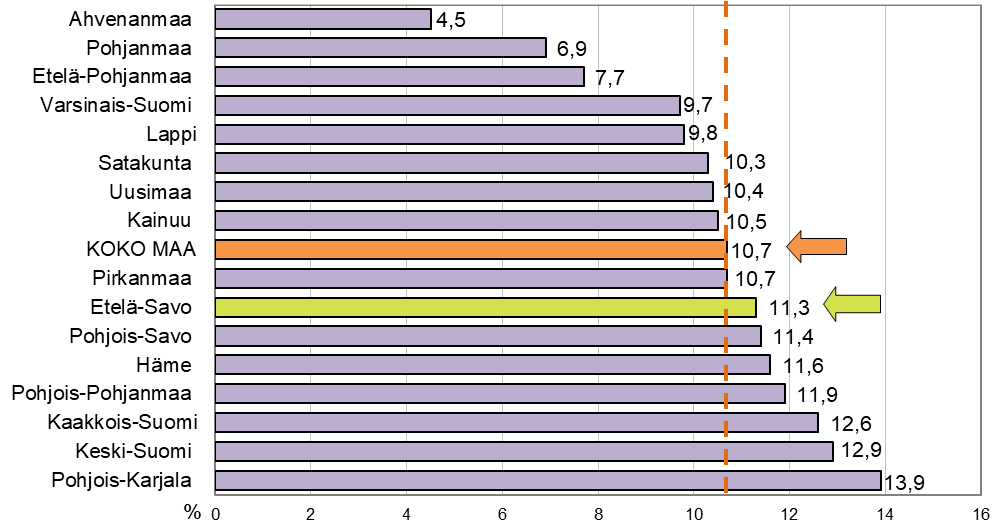 Ahvenanmaa 4,5
Pohjanmaa 6,9
Etelä-Pohjanmaa 7,7
Varsinais-Suomi 9,7
Lappi 9,8
Satakunta 10,3
Uusimaa 10,4
Kainuu 10,5
KOKO MAA 10,7
Pirkanmaa 10,7
Etelä-Savo 11,3
Pohjois-Savo 11,4
Häme 11,6
Pohjois-Pohjanmaa 11,9
Kaakkois-Suomi 12,6
Keski-Suomi 12,9
Pohjois-Karjala 13,9
% 0 2 4 6 8 10 12 14 16